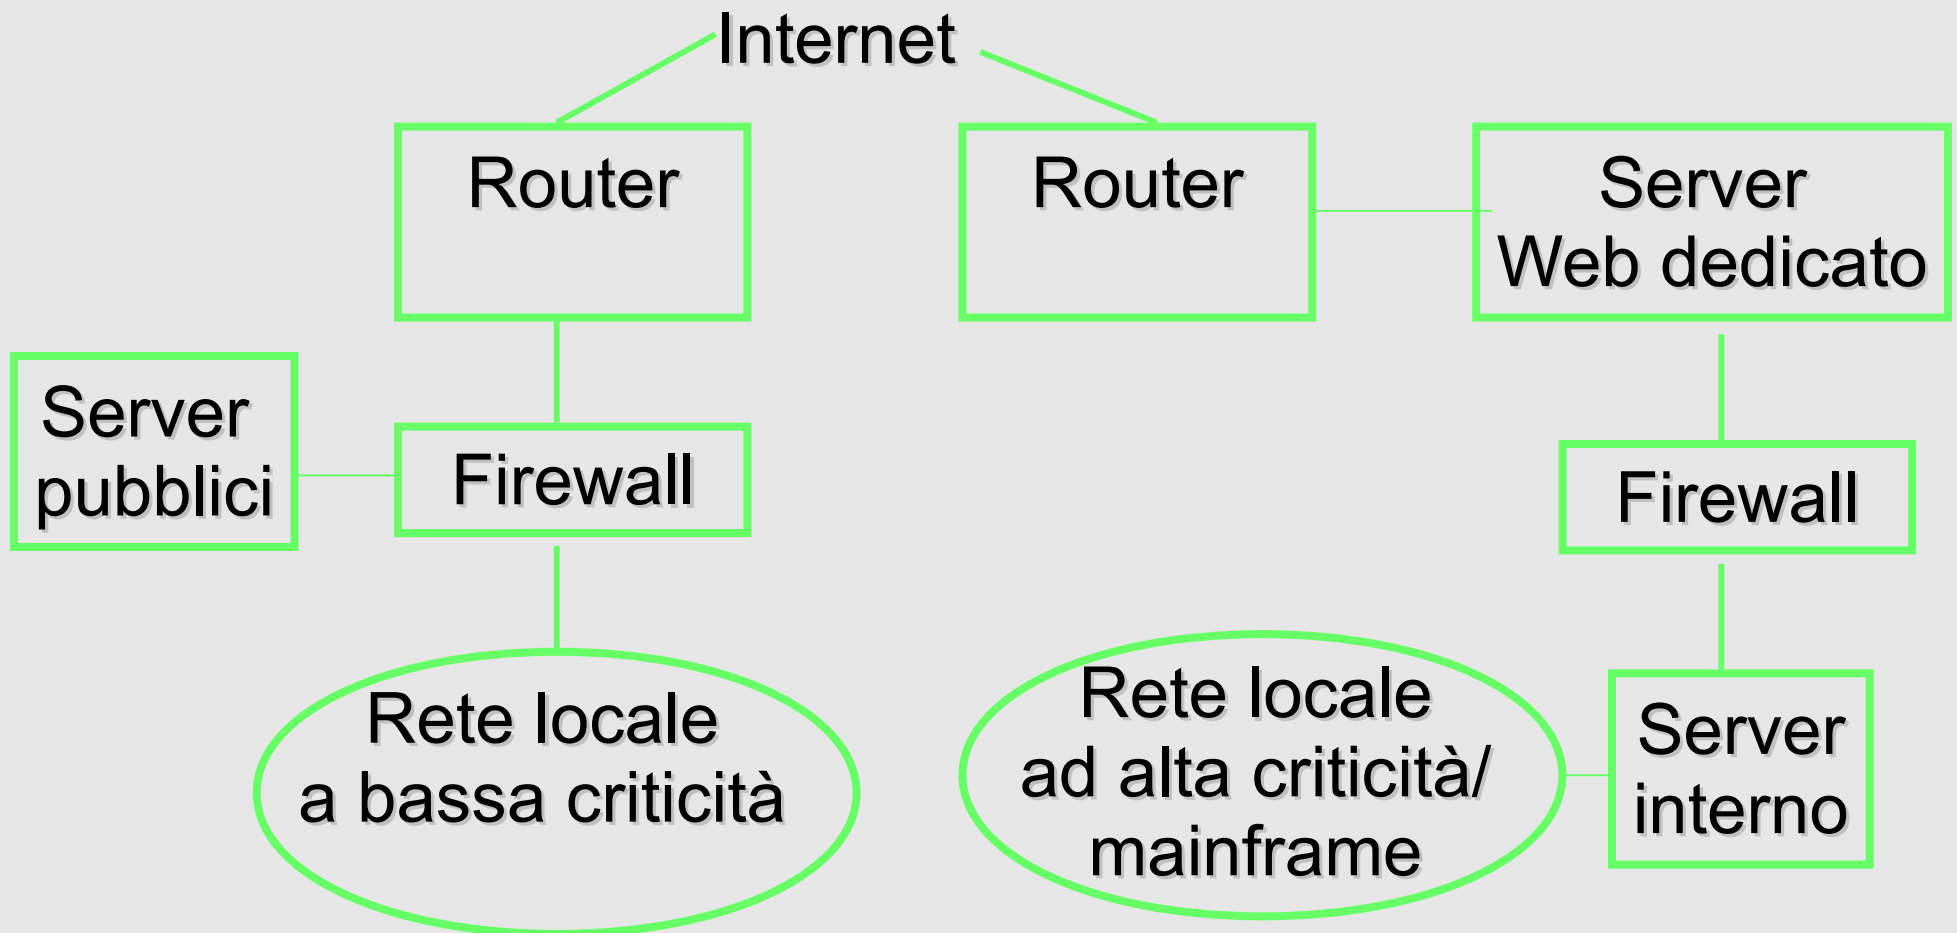 Internet
Router
Router
Server
Web dedicato
Server
pubblici
Firewall
Firewall
Rete locale
a bassa criticità
Rete locale
ad alta criticità/
mainframe
Server
interno